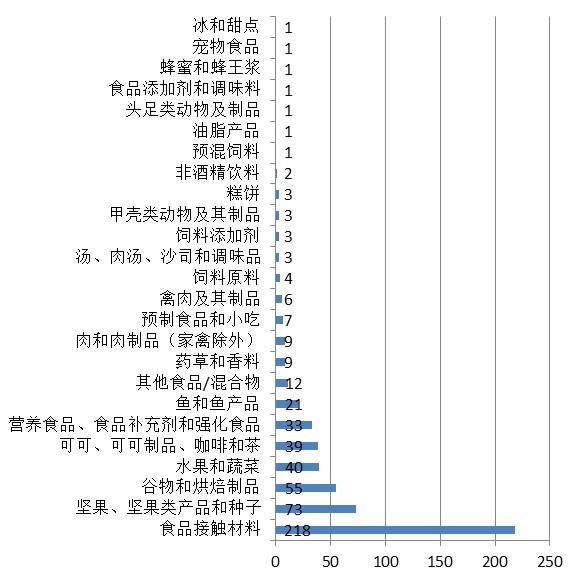 冰和甜点 1
宠物食品 1
蜂蜜和蜂王浆 1
食品添加剂和调味料 1
头足类动物及制品 1
油脂产品 1
预混饲料 1
非酒精饮料 2
糕饼 3
甲壳类动物及其制品 3
饲料添加剂 3
汤、肉汤、沙司和调味品 3
饲料原料 4
禽肉及其制品 6
预制食品和小吃 7
肉和肉制品（家禽除外） 9
药草和香料 9
其他食品/混合物 12
鱼和鱼产品 21
营养食品、食品补充剂和强化食品 33
可可、可可制品、咖啡和茶 39
水果和蔬菜 40
谷物和烘焙制品 55
坚果、坚果类产品和种子 73
食品接触材料 218
0 50 100 150 200 250